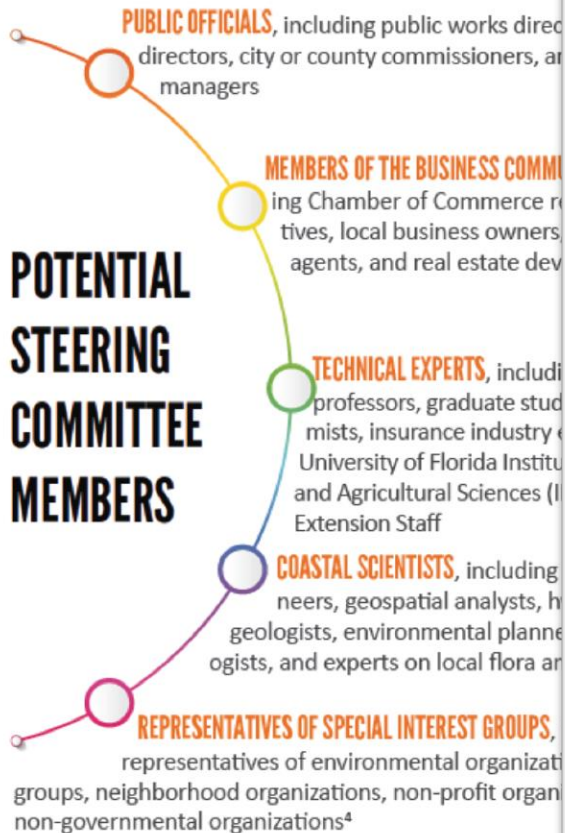 PUBLIC OFFICIALS, including public works direc
directors, city or county commissioners, an
managers
MEMBERS OF THE BUSINESS COMMU
ing Chamber of Commerce re
tives, local business owners,
agents, and real estate dev
POTENTIAL
STEERING
COMMITTEE
MEMBERS
TECHNICAL EXPERTS, includi
professors, graduate stud
mists, insurance industry e
University of Florida Institu
and Agricultural Sciences (I
Extension Staff
COASTAL SCIENTISTS, including
neers, geospatial analysts, h
geologists, environmental planne
ogists, and experts on local flora an
REPRESENTATIVES OF SPECIAL INTEREST GROUPS,
representatives of environmental organizati
groups, neighborhood organizations, non-profit organi
non-governmental organizations⁴